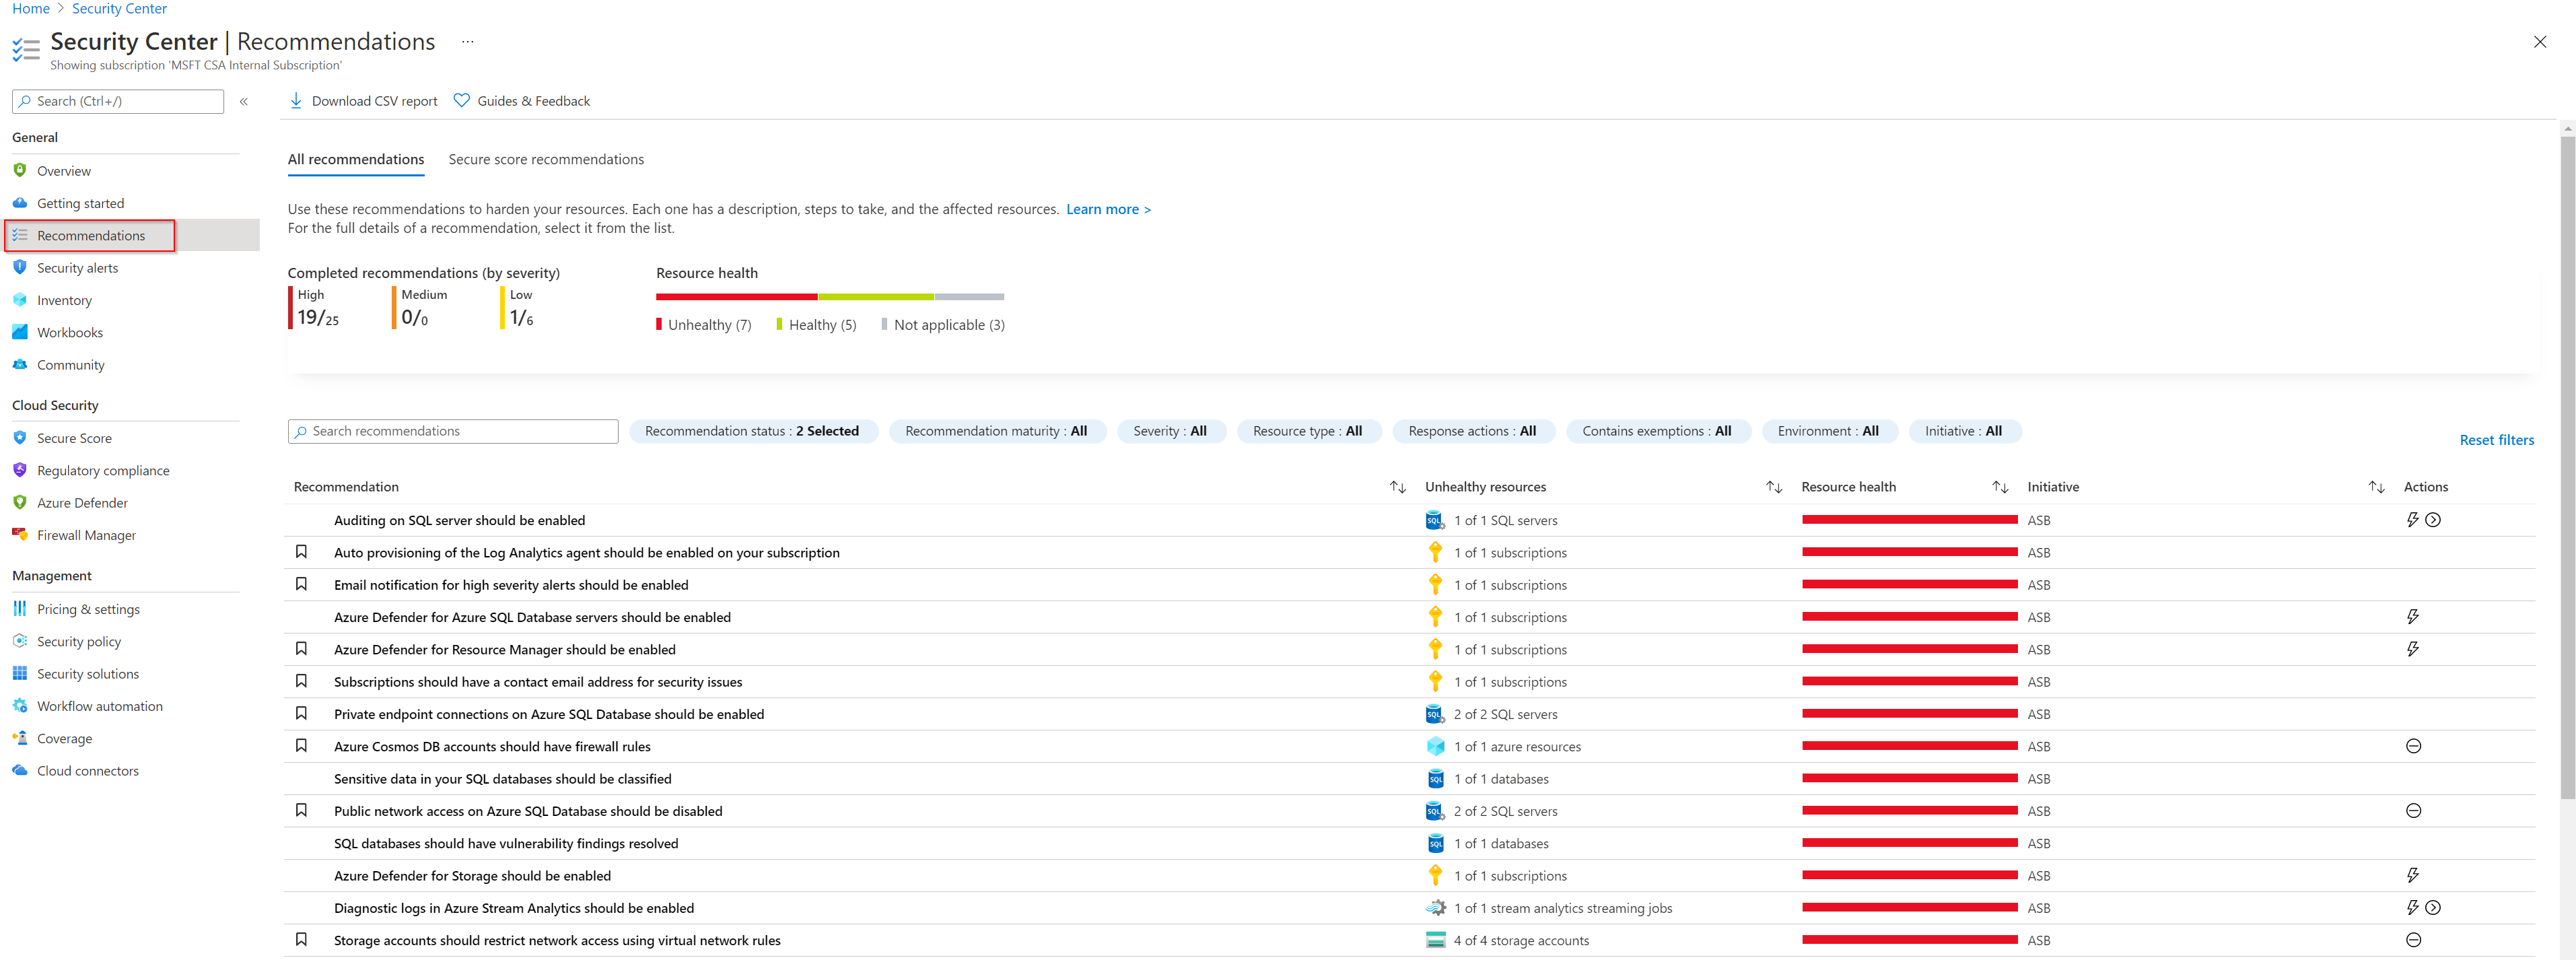 Home > Security Center
Security Center | Recommendations ...
Showing subscription 'MSFT CSA Internal Subscription'
Search (Ctrl+/)
«
Download CSV report
Guides & Feedback
General
Overview
Getting started
Recommendations
Security alerts
Inventory
Workbooks
Community
Cloud Security
Secure Score
Regulatory compliance
Azure Defender
Firewall Manager
Management
Pricing & settings
Security policy
Security solutions
Workflow automation
Coverage
Cloud connectors
All recommendations Secure score recommendations
Use these recommendations to harden your resources. Each one has a description, steps to take, and the affected resources. Learn more >
For the full details of a recommendation, select it from the list.
Completed recommendations (by severity)
High Medium Low
19/25 0/0 1/6
Resource health
Unhealthy (7) Healthy (5) Not applicable (3)
Search recommendations
Recommendation status : 2 Selected
Recommendation maturity : All
Severity : All
Resource type : All
Response actions : All
Contains exemptions : All
Environment : All
Initiative : All
Reset filters
Recommendation Unhealthy resources Resource health Initiative Actions
Auditing on SQL server should be enabled 1 of 1 SQL servers ASB
Auto provisioning of the Log Analytics agent should be enabled on your subscription 1 of 1 subscriptions ASB
Email notification for high severity alerts should be enabled 1 of 1 subscriptions ASB
Azure Defender for Azure SQL Database servers should be enabled 1 of 1 subscriptions ASB
Azure Defender for Resource Manager should be enabled 1 of 1 subscriptions ASB
Subscriptions should have a contact email address for security issues 1 of 1 subscriptions ASB
Private endpoint connections on Azure SQL Database should be enabled 2 of 2 SQL servers ASB
Azure Cosmos DB accounts should have firewall rules 1 of 1 azure resources ASB
Sensitive data in your SQL databases should be classified 1 of 1 databases ASB
Public network access on Azure SQL Database should be disabled 2 of 2 SQL servers ASB
SQL databases should have vulnerability findings resolved 1 of 1 databases ASB
Azure Defender for Storage should be enabled 1 of 1 subscriptions ASB
Diagnostic logs in Azure Stream Analytics should be enabled 1 of 1 stream analytics streaming jobs ASB
Storage accounts should restrict network access using virtual network rules 4 of 4 storage accounts ASB